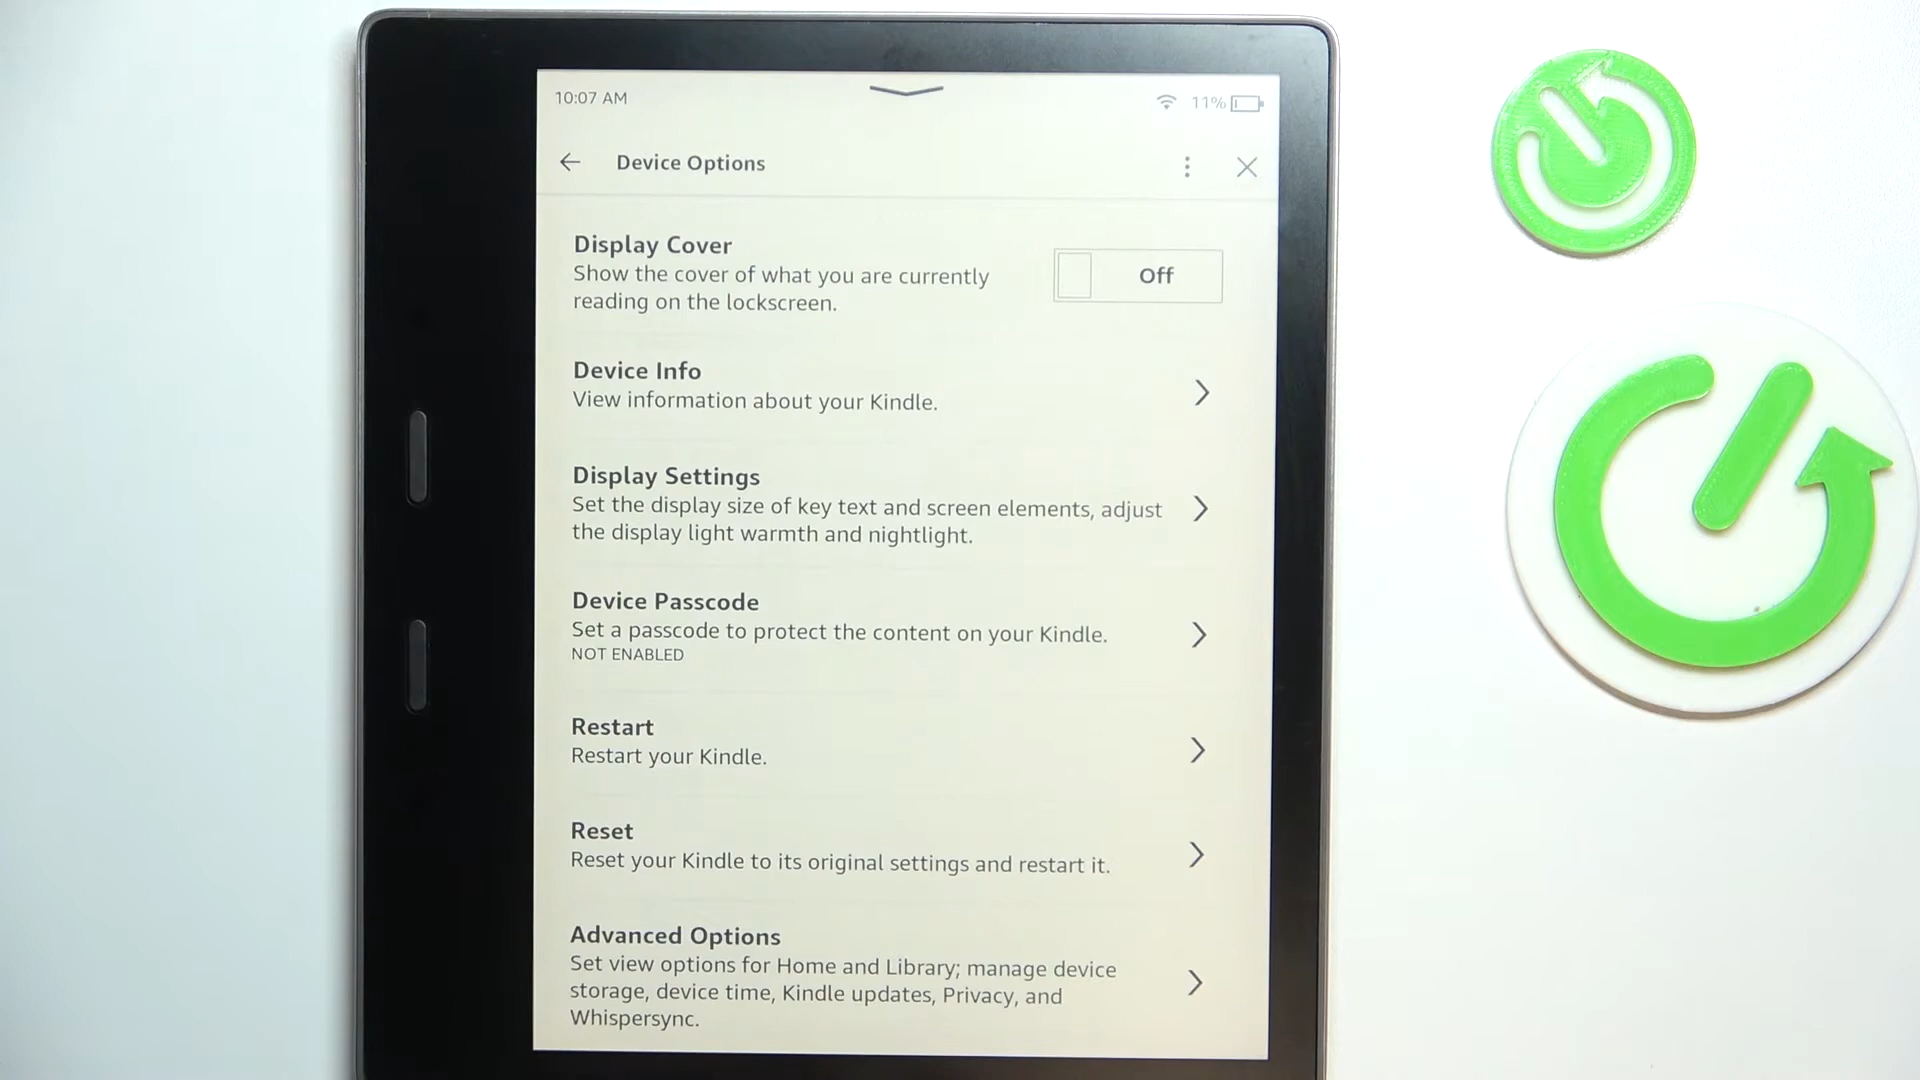 10:07 AM
11%
Device Options
Display Cover
Show the cover of what you are currently
reading on the lockscreen.
Off
Device Info
View information about your Kindle.
Display Settings
Set the display size of key text and screen elements, adjust
the display light warmth and nightlight.
Device Passcode
Set a passcode to protect the content on your Kindle.
NOT ENABLED
Restart
Restart your Kindle.
Reset
Reset your Kindle to its original settings and restart it.
Advanced Options
Set view options for Home and Library; manage device
storage, device time, Kindle updates, Privacy, and
Whispersync.